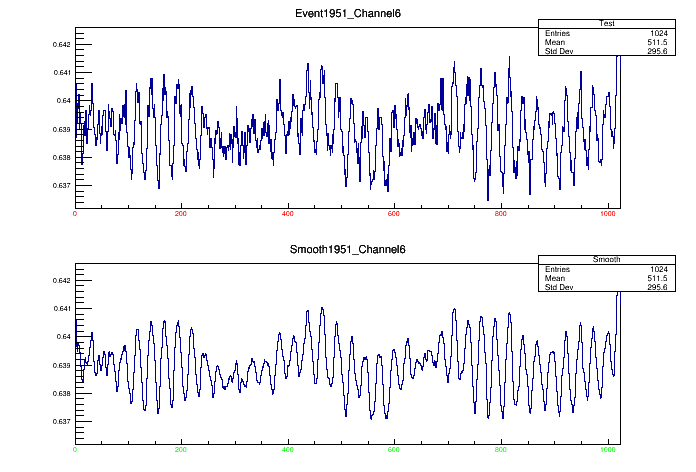 Event1951_Channel6
Test
Entries 1024
Mean 511.5
Std Dev 295.6
0.642
0.641
0.64
0.639
0.638
0.637
0 200 400 600 800 1000
Smooth1951_Channel6
Smooth
Entries 1024
Mean 511.5
Std Dev 295.6
0.642
0.641
0.64
0.639
0.638
0.637
0 200 400 600 800 1000